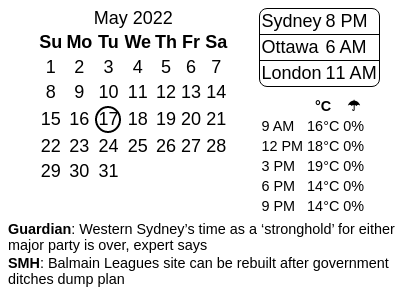 May 2022
Su Mo Tu We Th Fr Sa
1 2 3 4 5 6 7
8 9 10 11 12 13 14
15 16 17 18 19 20 21
22 23 24 25 26 27 28
29 30 31
Sydney 8 PM
Ottawa 6 AM
London 11 AM
°C ☂
9 AM 16°C 0%
12 PM 18°C 0%
3 PM 19°C 0%
6 PM 14°C 0%
9 PM 14°C 0%
Guardian: Western Sydney’s time as a ‘stronghold’ for either
major party is over, expert says
SMH: Balmain Leagues site can be rebuilt after government
ditches dump plan